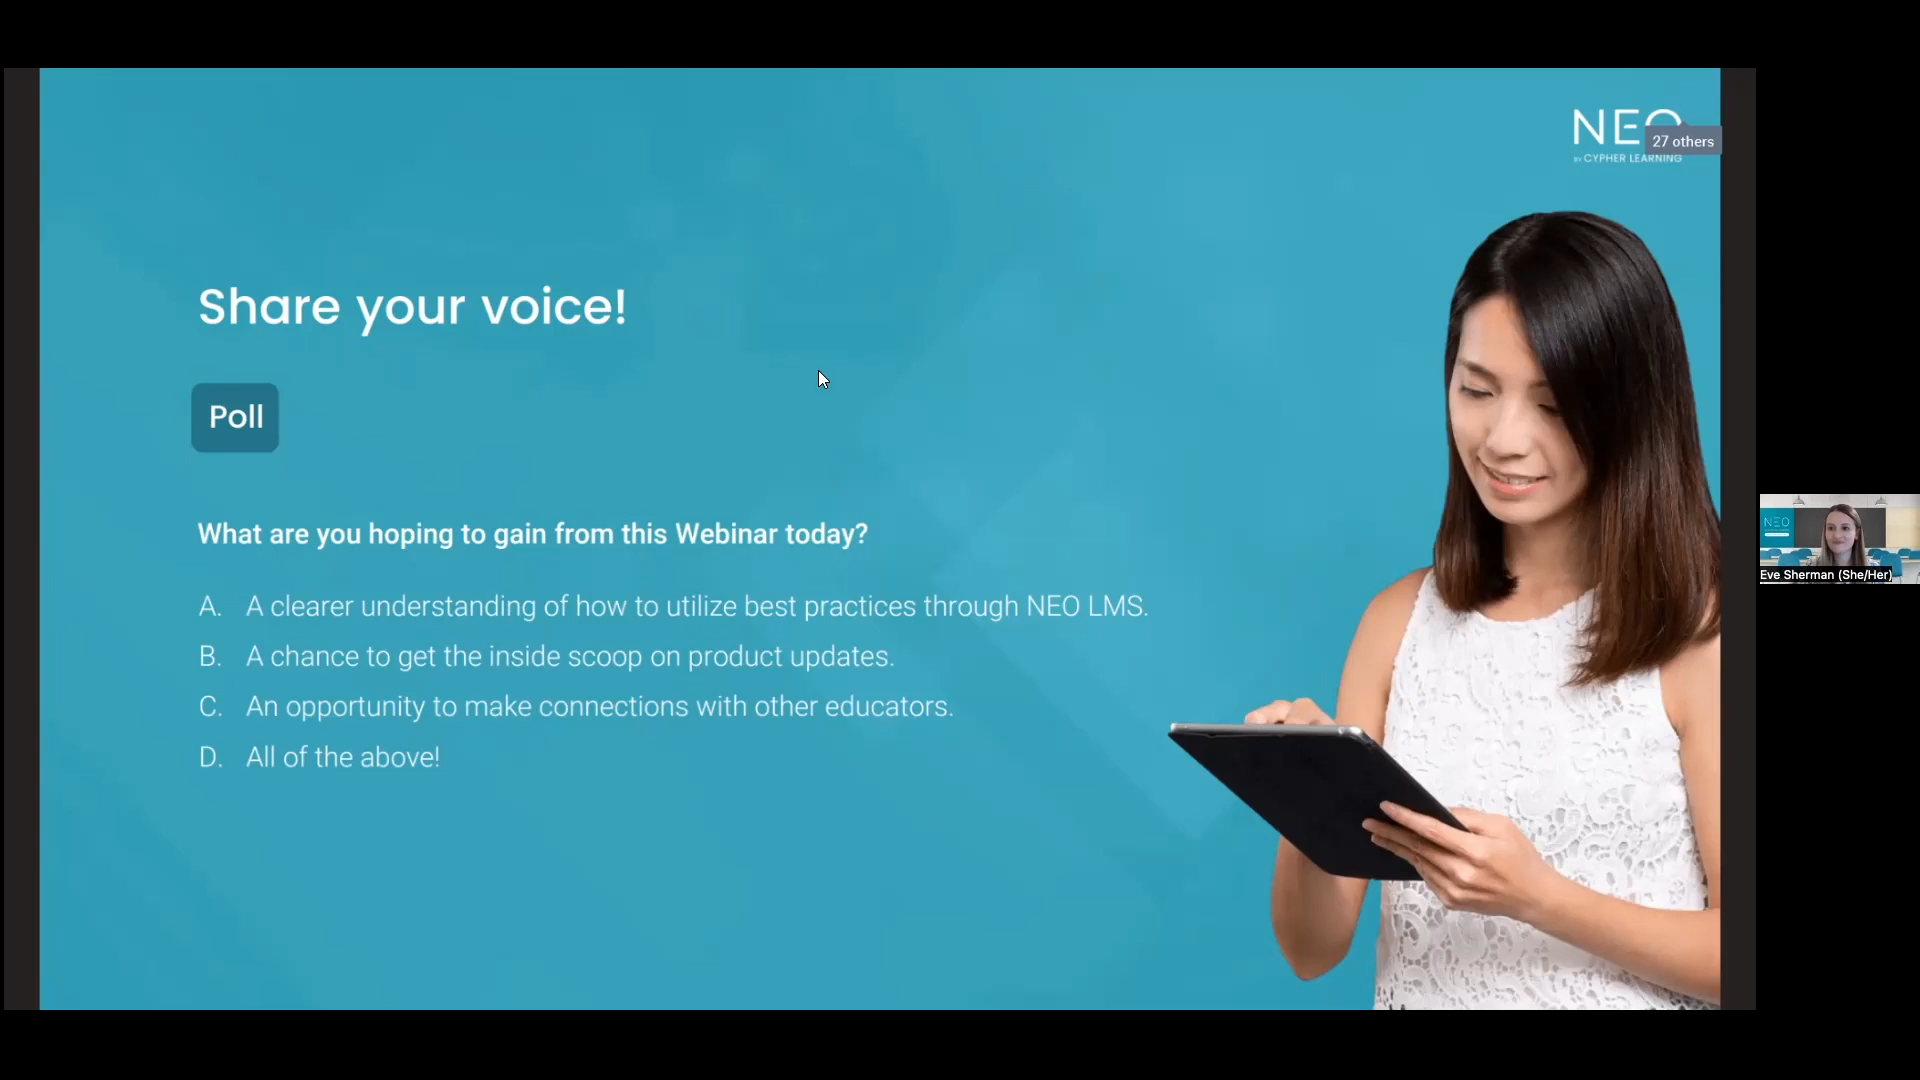 NEO
27 others
BY CYPHER LEARNING
Share your voice!
Poll
What are you hoping to gain from this Webinar today?
A. A clearer understanding of how to utilize best practices through NEO LMS.
B. A chance to get the inside scoop on product updates.
C. An opportunity to make connections with other educators.
D. All of the above!
NEO
Eve Sherman (She/Her)